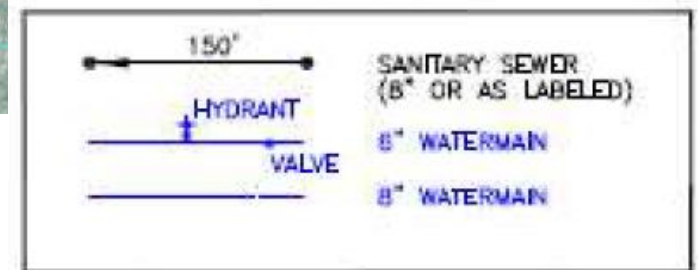 150'
SANITARY SEWER
(8" OR AS LABELED)
HYDRANT
6" WATERMAIN
VALVE
8" WATERMAIN